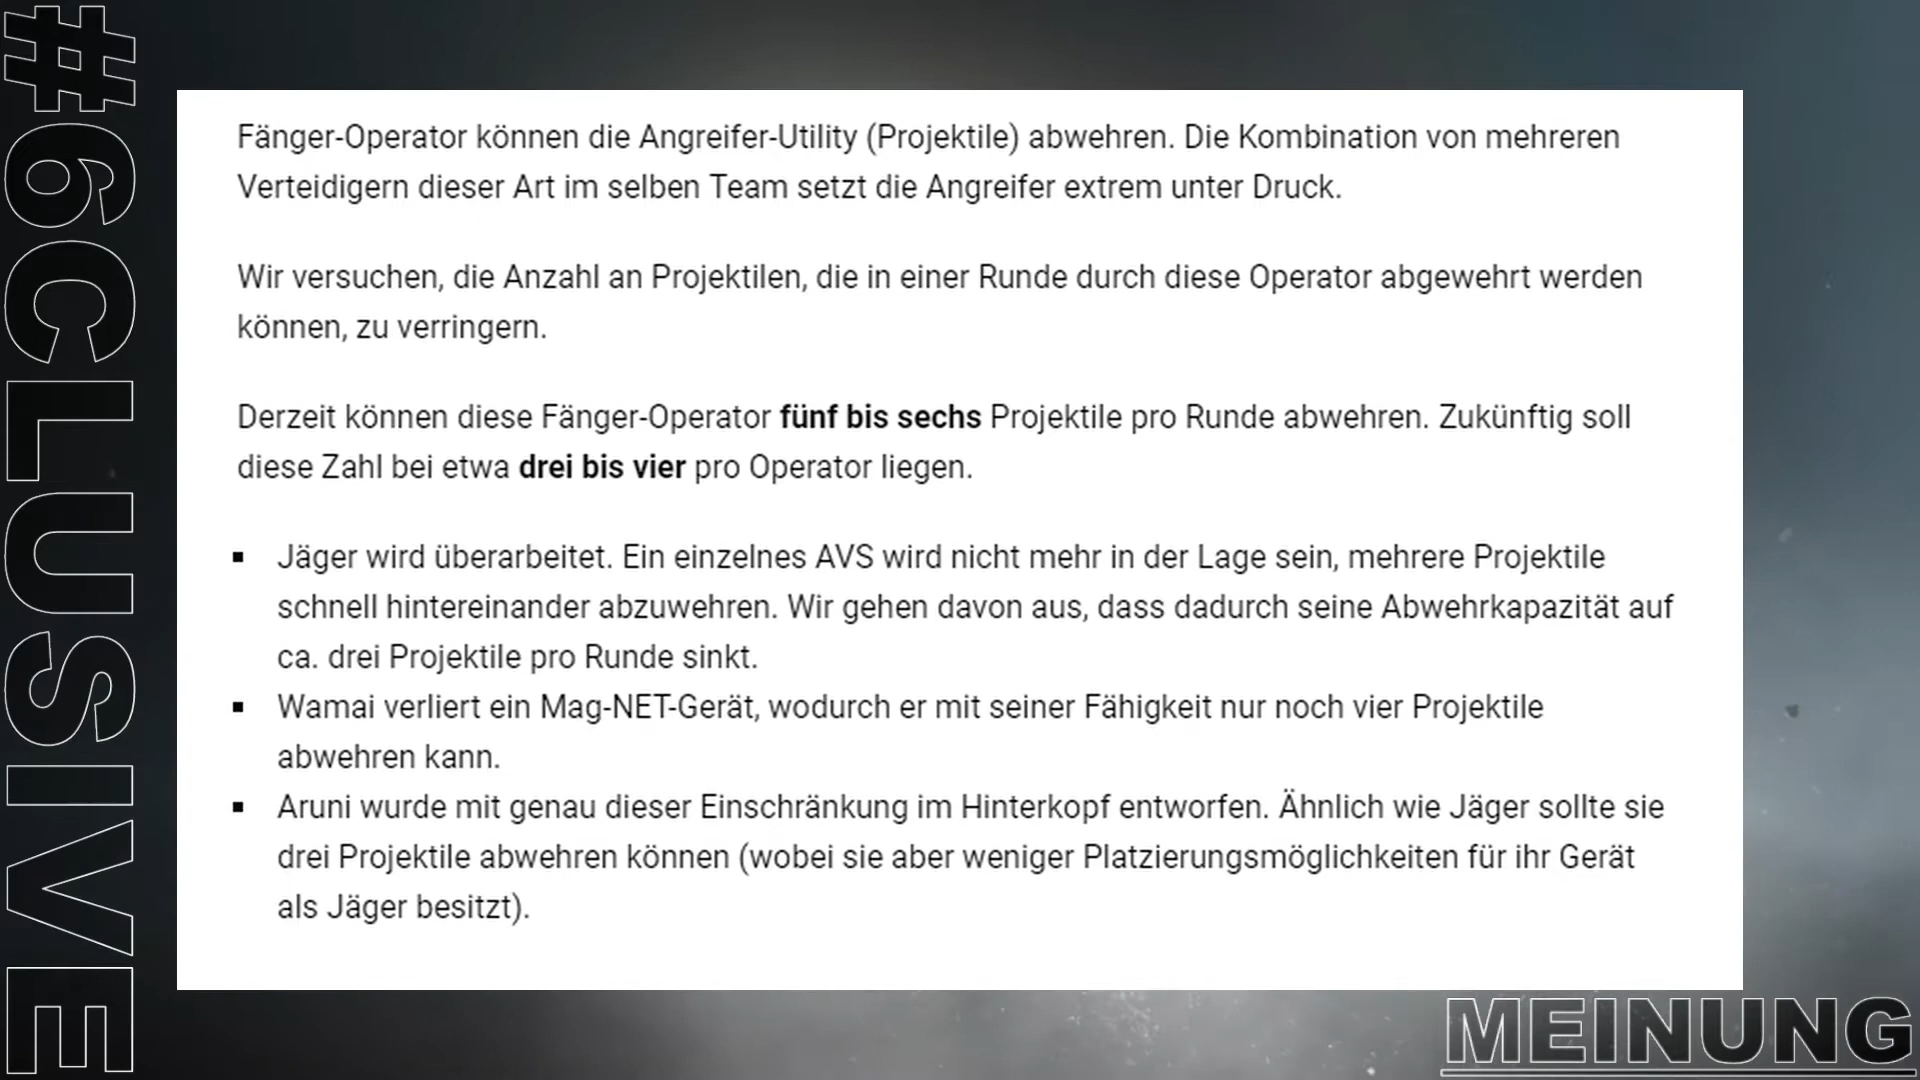 #6CLUSIVE
Fänger-Operator können die Angreifer-Utility (Projektile) abwehren. Die Kombination von mehreren
Verteidigern dieser Art im selben Team setzt die Angreifer extrem unter Druck.
Wir versuchen, die Anzahl an Projektilen, die in einer Runde durch diese Operator abgewehrt werden
können, zu verringern.
Derzeit können diese Fänger-Operator fünf bis sechs Projektile pro Runde abwehren. Zukünftig soll
diese Zahl bei etwa drei bis vier pro Operator liegen.
▪ Jäger wird überarbeitet. Ein einzelnes AVS wird nicht mehr in der Lage sein, mehrere Projektile
schnell hintereinander abzuwehren. Wir gehen davon aus, dass dadurch seine Abwehrkapazität auf
ca. drei Projektile pro Runde sinkt.
▪ Wamai verliert ein Mag-NET-Gerät, wodurch er mit seiner Fähigkeit nur noch vier Projektile
abwehren kann.
▪ Aruni wurde mit genau dieser Einschränkung im Hinterkopf entworfen. Ähnlich wie Jäger sollte sie
drei Projektile abwehren können (wobei sie aber weniger Platzierungsmöglichkeiten für ihr Gerät
als Jäger besitzt).
MEINUNG